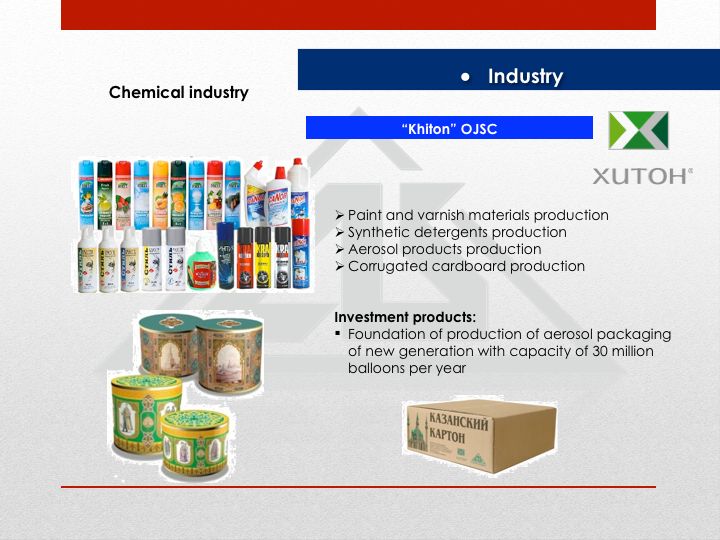 • Industry
Chemical industry
“Khiton” OJSC
ХИТОН®
➢ Paint and varnish materials production
➢ Synthetic detergents production
➢ Aerosol products production
➢ Corrugated cardboard production
Investment products:
▪ Foundation of production of aerosol packaging
of new generation with capacity of 30 million
balloons per year
КАЗАНСКИЙ
КАРТОН